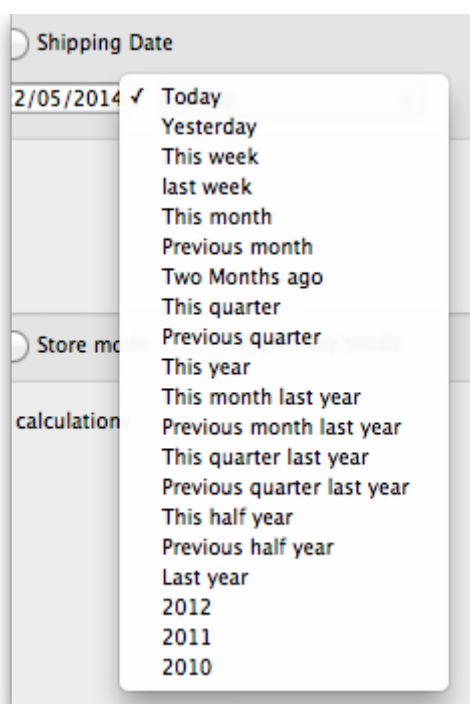 Shipping Date
2/05/2014 ✓ Today
Yesterday
This week
last week
This month
Previous month
Two Months ago
This quarter
Store mo
Previous quarter
This year
This month last year
calculation
Previous month last year
This quarter last year
Previous quarter last year
This half year
Previous half year
Last year
2012
2011
2010